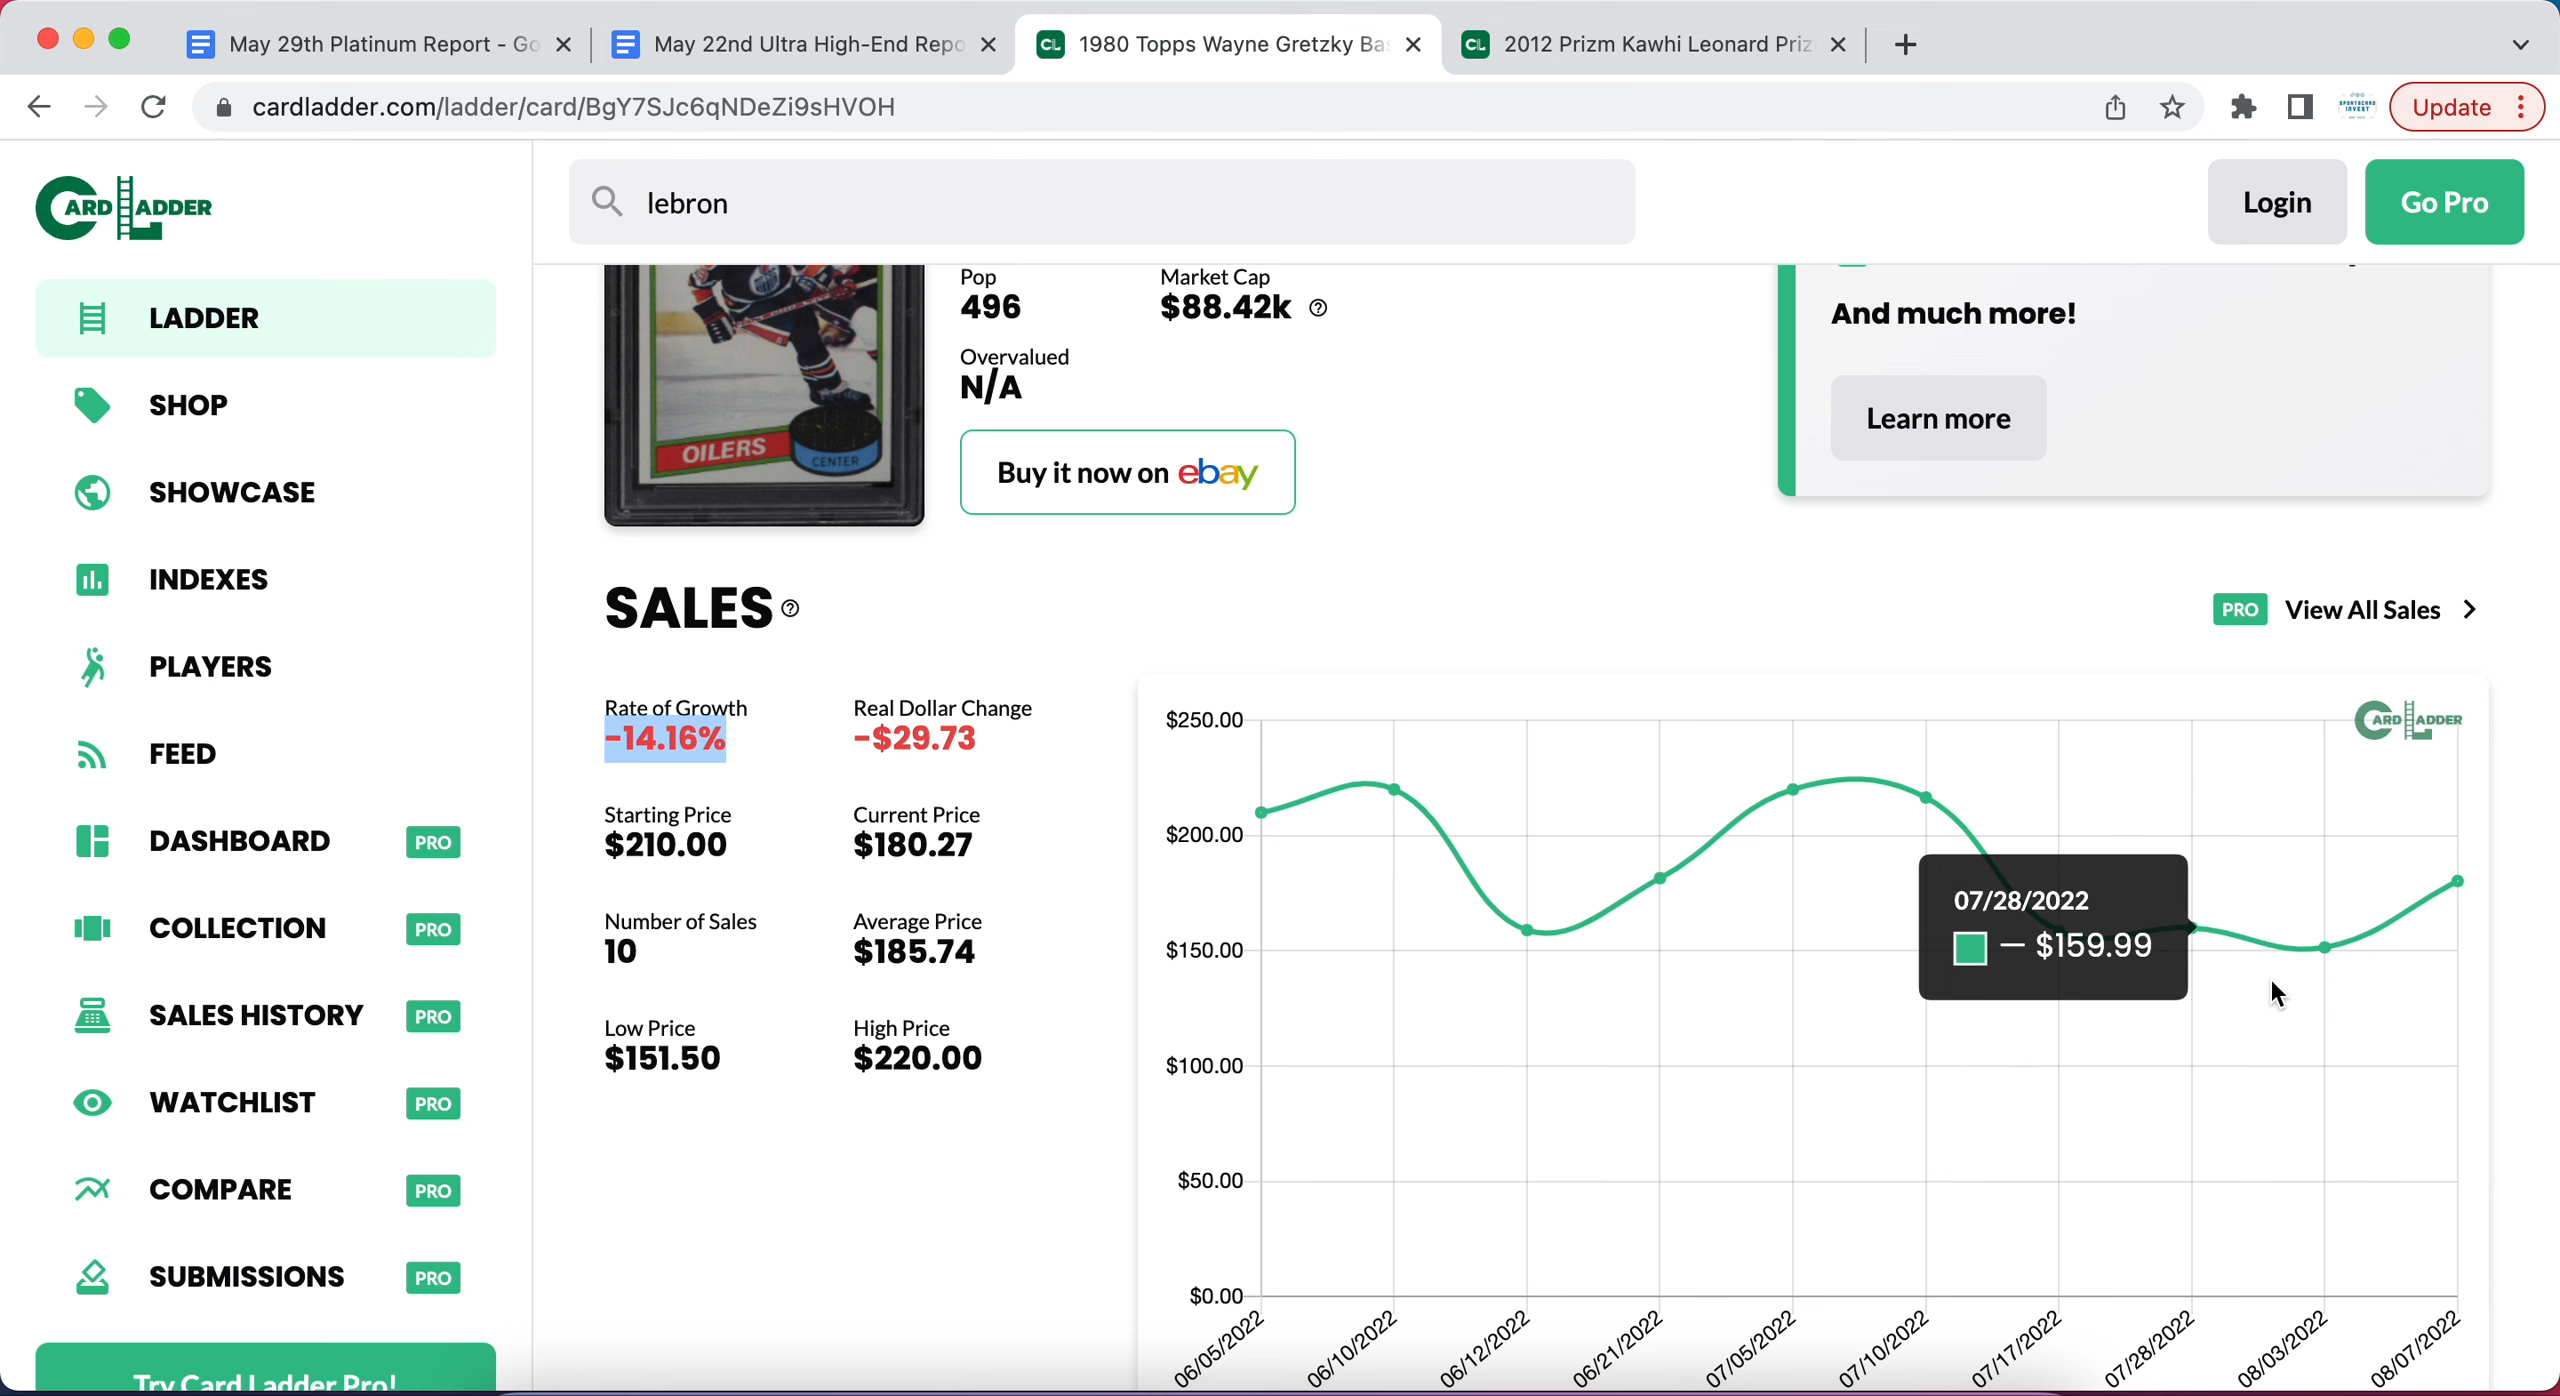 May 29th Platinum Report - Go
May 22nd Ultra High-End Repo
CL 1980 Topps Wayne Gretzky Ba
CL 2012 Prizm Kawhi Leonard Priz
cardladder.com/ladder/card/BgY7SJc6qNDeZi9sHVOH
Update
CARD LADDER
lebron
Login
Go Pro
LADDER
SHOP
SHOWCASE
INDEXES
PLAYERS
FEED
DASHBOARD PRO
COLLECTION PRO
SALES HISTORY PRO
WATCHLIST PRO
COMPARE PRO
SUBMISSIONS PRO
Try Card Ladder Pro!
OILERS
CENTER
Pop
496
Market Cap
$88.42k
Overvalued
N/A
Buy it now on ebay
And much more!
Learn more
SALES
PRO View All Sales
Rate of Growth
-14.16%
Real Dollar Change
-$29.73
Starting Price
$210.00
Current Price
$180.27
Number of Sales
10
Average Price
$185.74
Low Price
$151.50
High Price
$220.00
CARD LADDER
$250.00
$200.00
$150.00
$100.00
$50.00
$0.00
07/28/2022
— $159.99
06/05/2022
06/10/2022
06/12/2022
06/21/2022
07/05/2022
07/10/2022
07/17/2022
07/28/2022
08/03/2022
08/07/2022